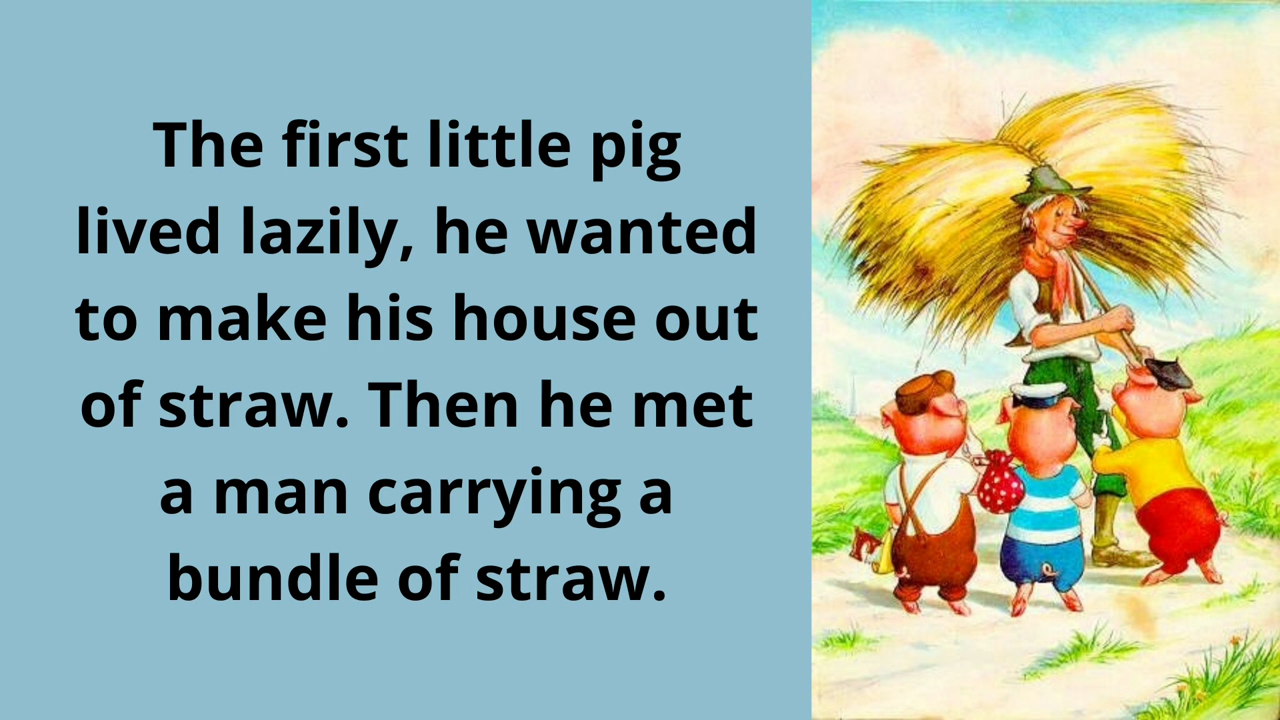 The first little pig
lived lazily, he wanted
to make his house out
of straw. Then he met
a man carrying a
bundle of straw.